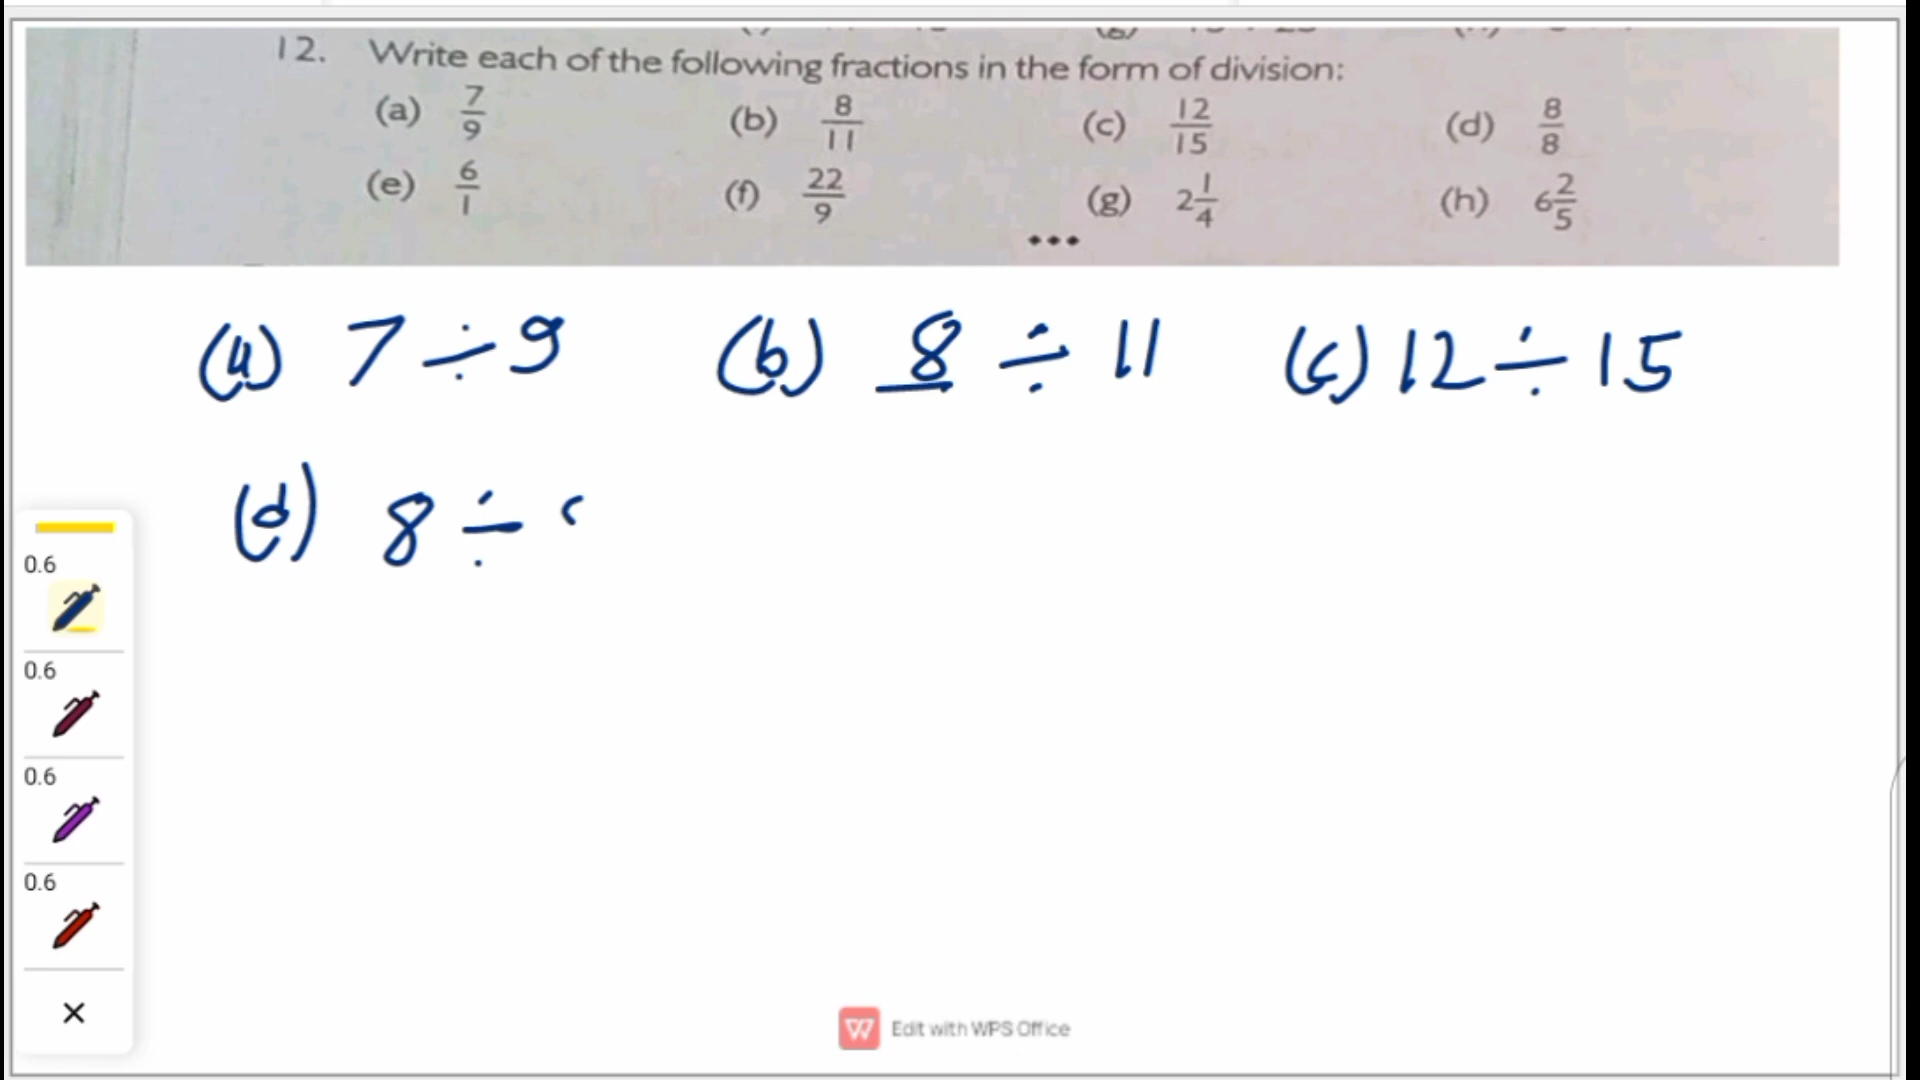 12. Write each of the following fractions in the form of division:
(a) 7/9 (b) 8/11 (c) 12/15 (d) 8/8
(e) 6/1 (f) 22/9 (g) 2 1/4 (h) 6 2/5
•••
(a) 7 ÷ 9 (b) 8 ÷ 11 (c) 12 ÷ 15
(d) 8 ÷
0.6
0.6
0.6
0.6
×
W Edit with WPS Office